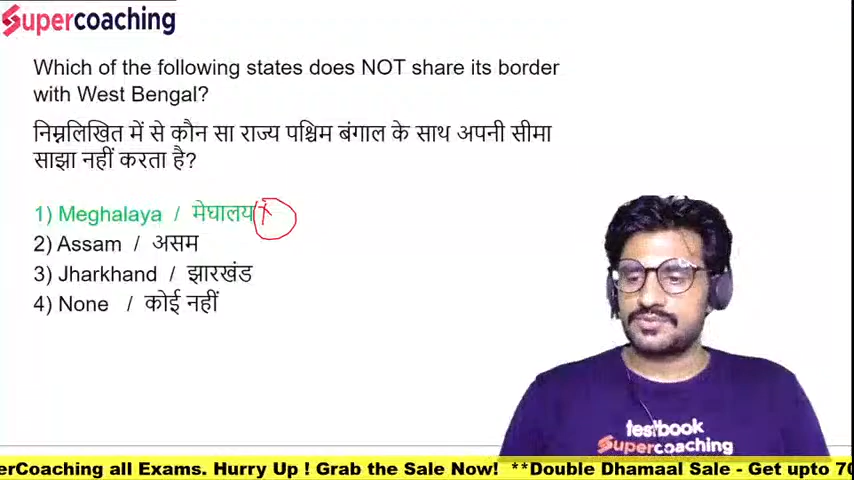 Supercoaching
Which of the following states does NOT share its border
with West Bengal?
निम्नलिखित में से कौन सा राज्य पश्चिम बंगाल के साथ अपनी सीमा
साझा नहीं करता है?
1) Meghalaya / मेघालय
2) Assam / असम
3) Jharkhand / झारखंड
4) None / कोई नहीं
testbook
Supercoaching
erCoaching all Exams. Hurry Up ! Grab the Sale Now! **Double Dhamaal Sale - Get upto 70